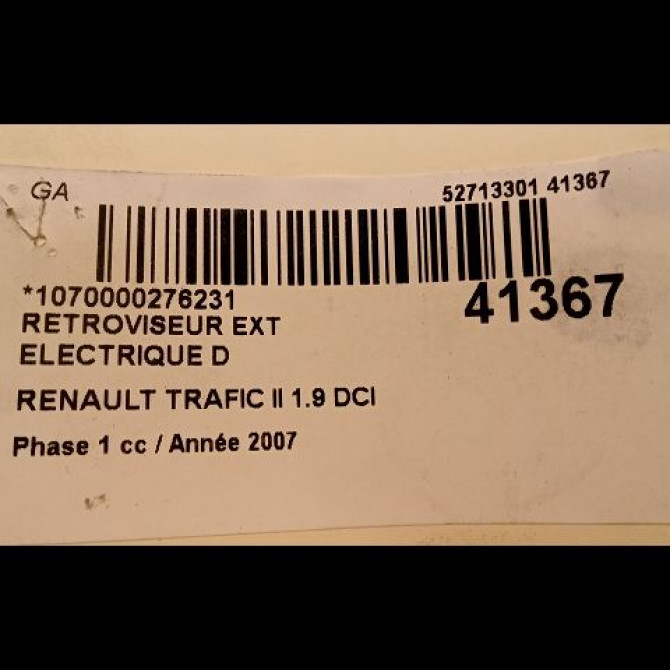 GA
52713301 41367
*1070000276231
41367
RETROVISEUR EXT
ELECTRIQUE D
RENAULT TRAFIC II 1.9 DCI
Phase 1 cc / Année 2007